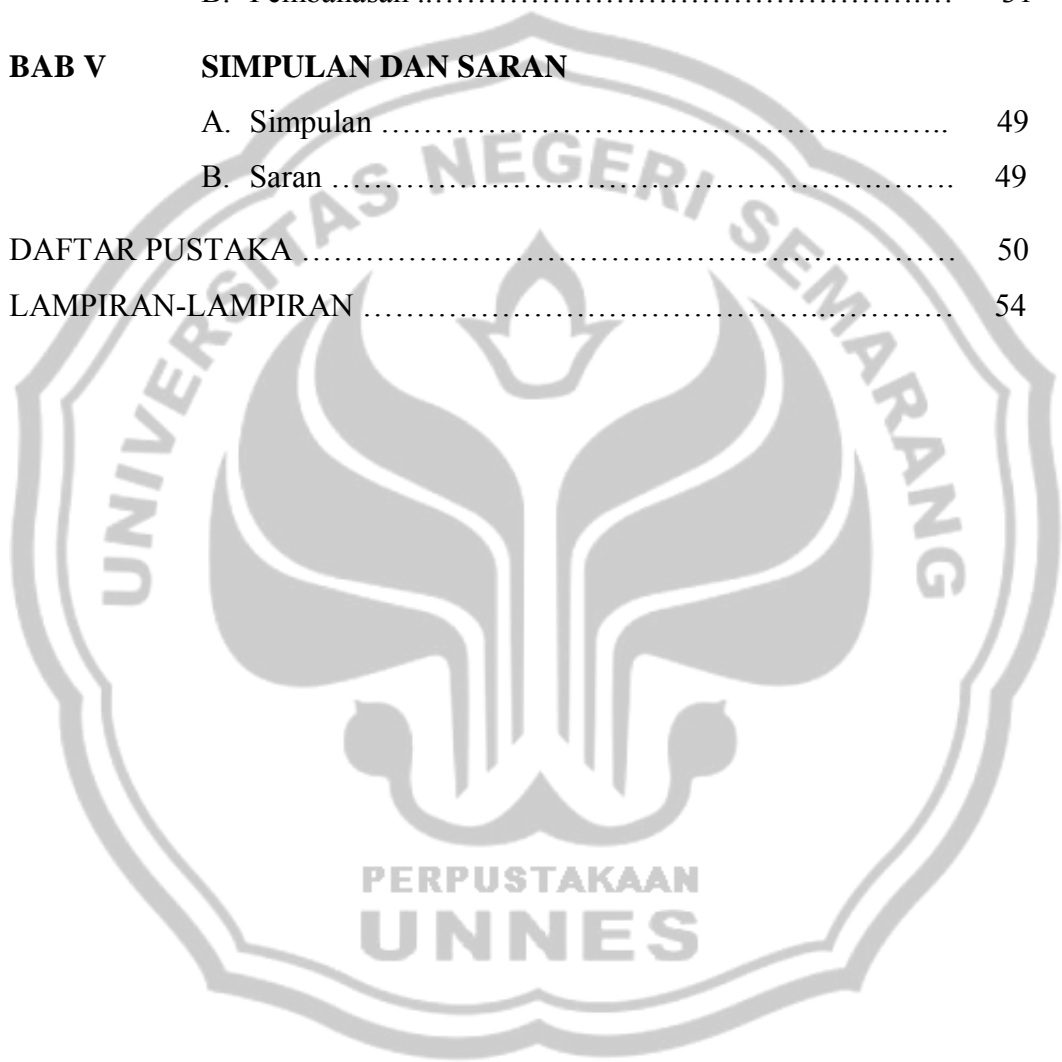 BAB V SIMPULAN DAN SARAN
A. Simpulan ………………………………………………….. 49
B. Saran ………………………………………………….……. 49
DAFTAR PUSTAKA ……………………………………………………..……… 50
LAMPIRAN-LAMPIRAN ………………………………………………… 54
UNIVERSITAS NEGERI SEMARANG
PERPUSTAKAAN
UNNES